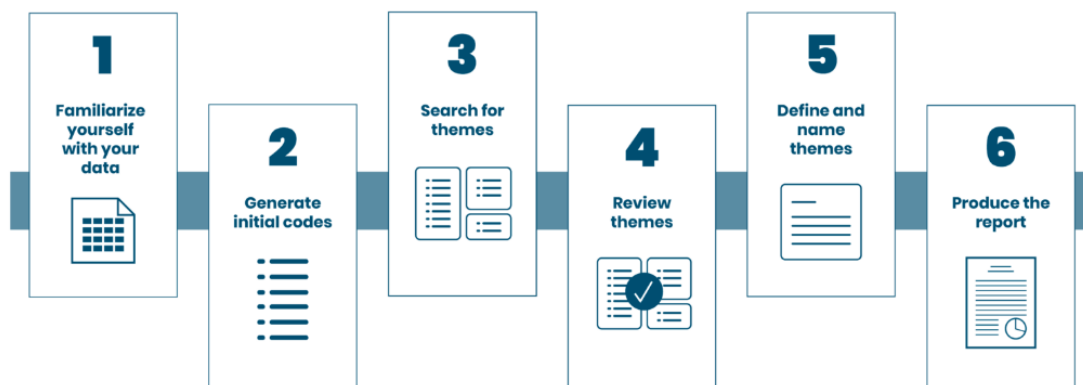 1
Familiarize
yourself
with your
data
2
Generate
initial codes
3
Search for
themes
4
Review
themes
5
Define and
name
themes
6
Produce the
report